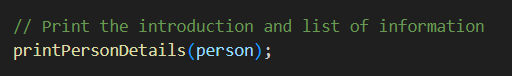 // Print the introduction and list of information
printPersonDetails(person);